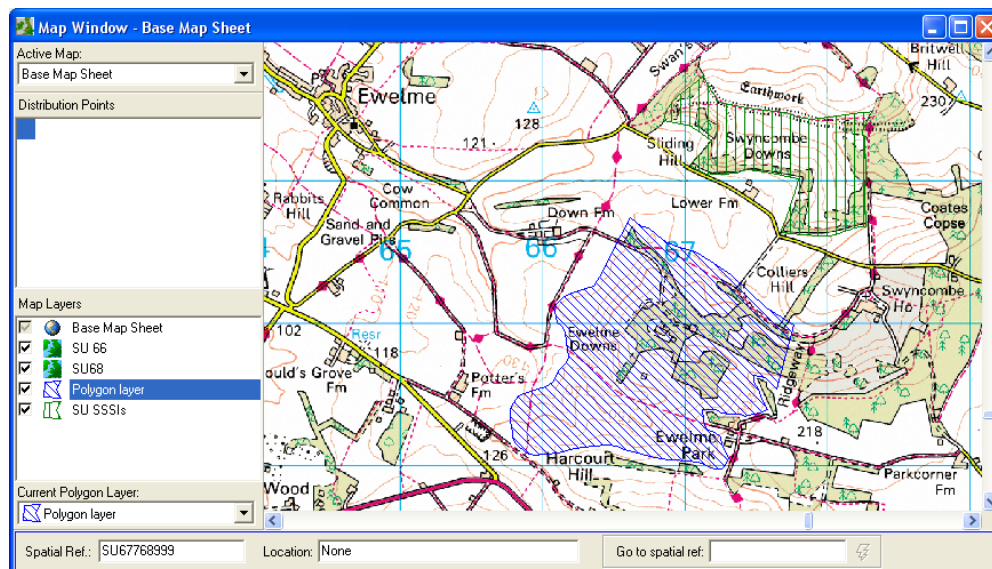 Map Window - Base Map Sheet
Active Map:
Base Map Sheet
Distribution Points
Map Layers
Base Map Sheet
SU 66
SU68
Polygon layer
SU SSSIs
Current Polygon Layer:
Polygon layer
Ewelme
121
128
Swan's
Britwell
Hill
230
Earthwork
Swyncombe
Downs
Sliding
Hill
Cow
Common
Rabbits
Hill
Sand and
Gravel Pits
Down Fm
Lower Fm
Coates
Copse
65
66
67
Colliers
Hill
Swyncombe
Ho
102
Resr
118
Ewelme
Downs
ould's Grove
Fm
Potter's
Fm
Ridgeway
126
Harcourt
Hill
Ewelme
Park
218
Parkcorner
Fm
Wood
Spatial Ref.:
SU67768999
Location:
None
Go to spatial ref: